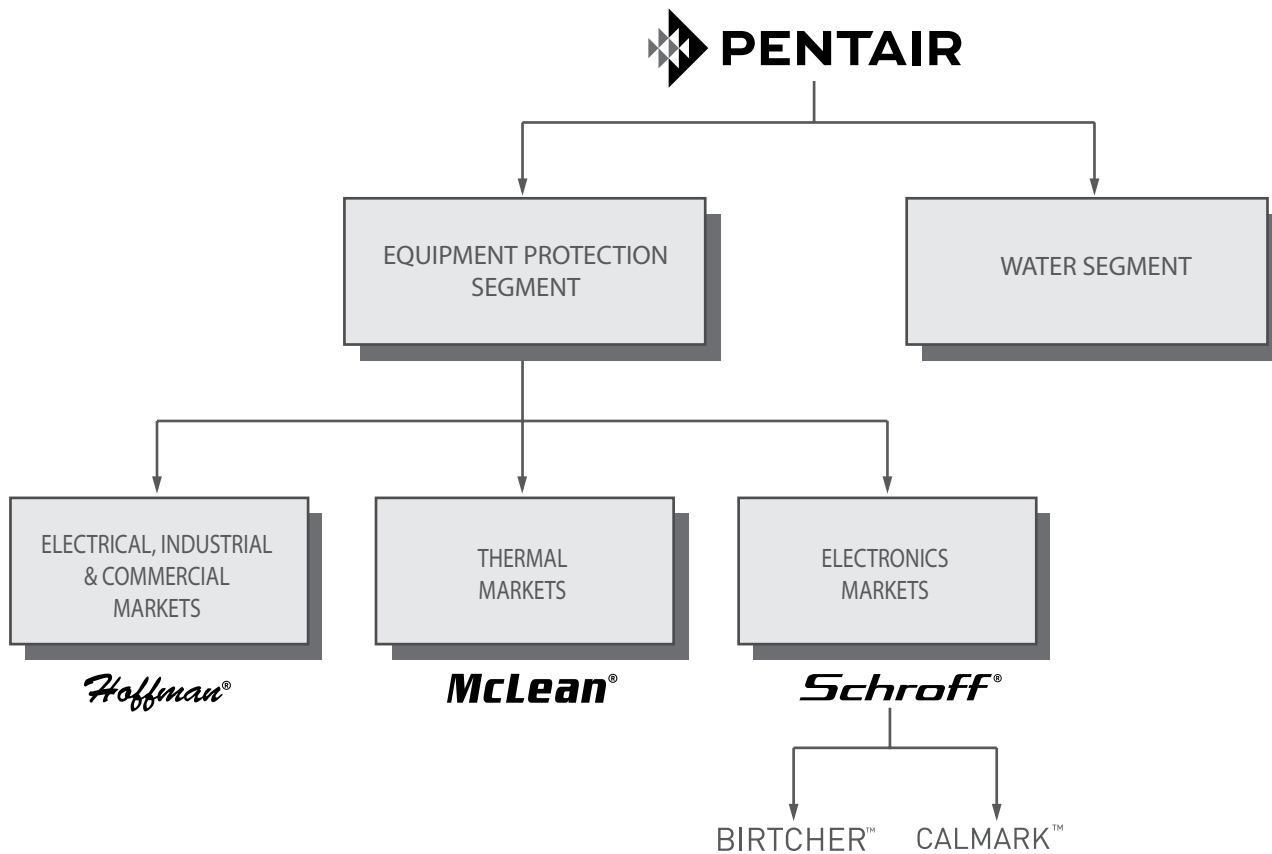 PENTAIR
EQUIPMENT PROTECTION
SEGMENT
WATER SEGMENT
ELECTRICAL, INDUSTRIAL
& COMMERCIAL
MARKETS
THERMAL
MARKETS
ELECTRONICS
MARKETS
Hoffman®
McLean®
Schroff®
BIRTCHER™
CALMARK™